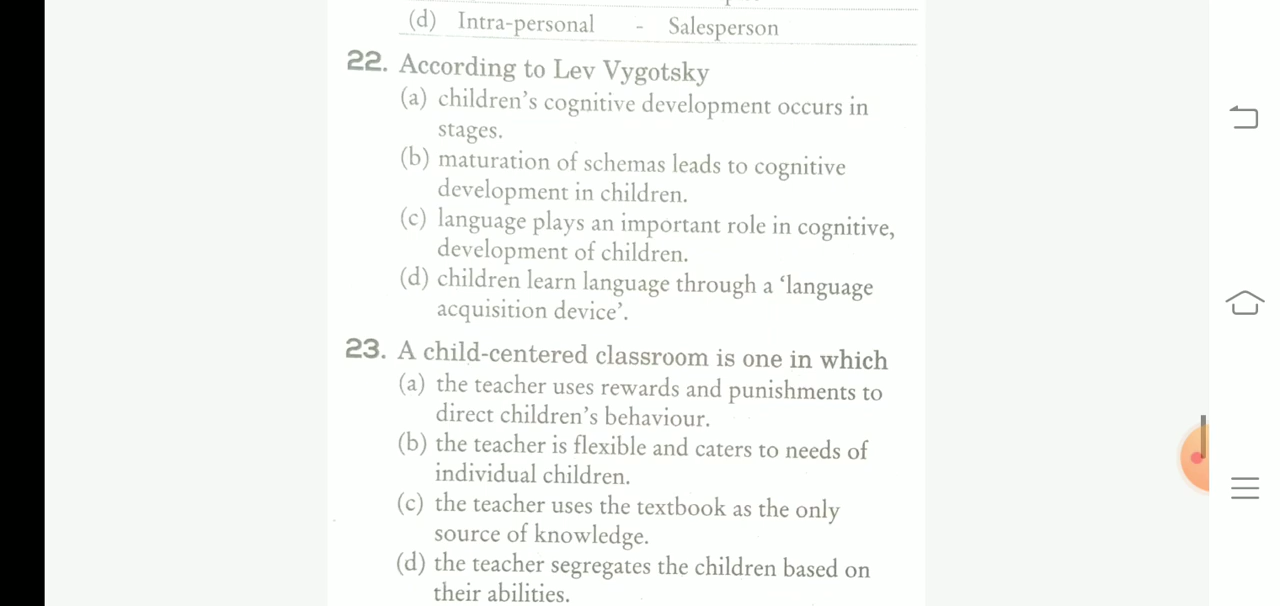 (d) Intra-personal - Salesperson
22. According to Lev Vygotsky
(a) children's cognitive development occurs in
stages.
(b) maturation of schemas leads to cognitive
development in children.
(c) language plays an important role in cognitive,
development of children.
(d) children learn language through a ‘language
acquisition device’.
23. A child-centered classroom is one in which
(a) the teacher uses rewards and punishments to
direct children's behaviour.
(b) the teacher is flexible and caters to needs of
individual children.
(c) the teacher uses the textbook as the only
source of knowledge.
(d) the teacher segregates the children based on
their abilities.